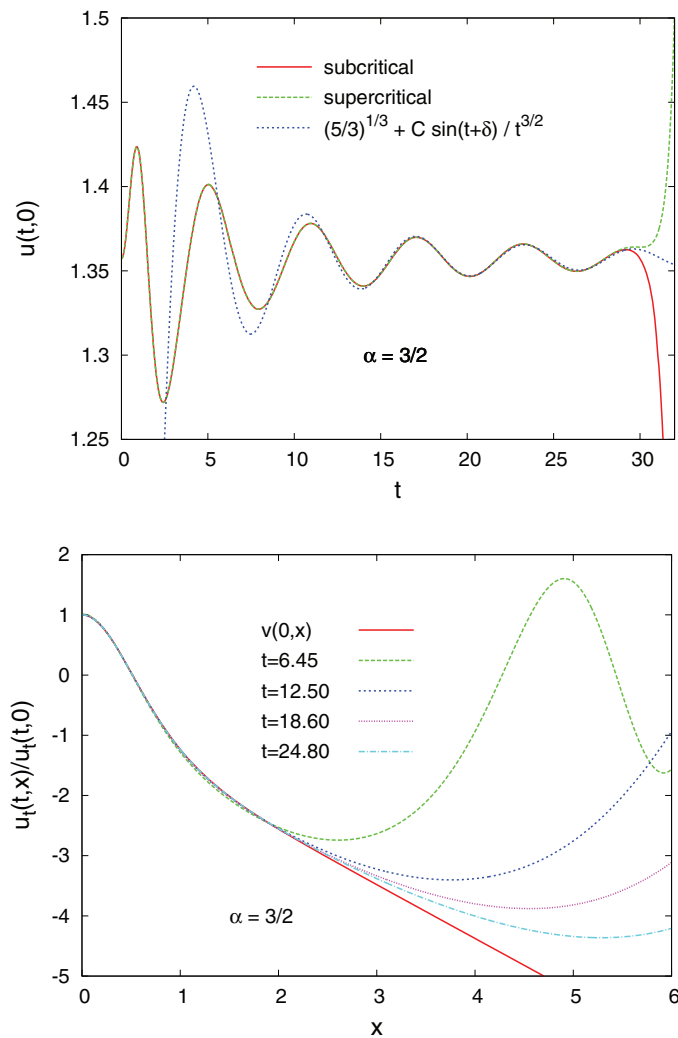 1.5
1.45
1.4
1.35
1.3
1.25
u(t,0)
subcritical
supercritical
(5/3)^{1/3} + C sin(t+δ) / t^{3/2}
α = 3/2
0 5 10 15 20 25 30
t
2
1
0
-1
-2
-3
-4
-5
u_t(t,x)/u_t(t,0)
v(0,x)
t=6.45
t=12.50
t=18.60
t=24.80
α = 3/2
0 1 2 3 4 5 6
x